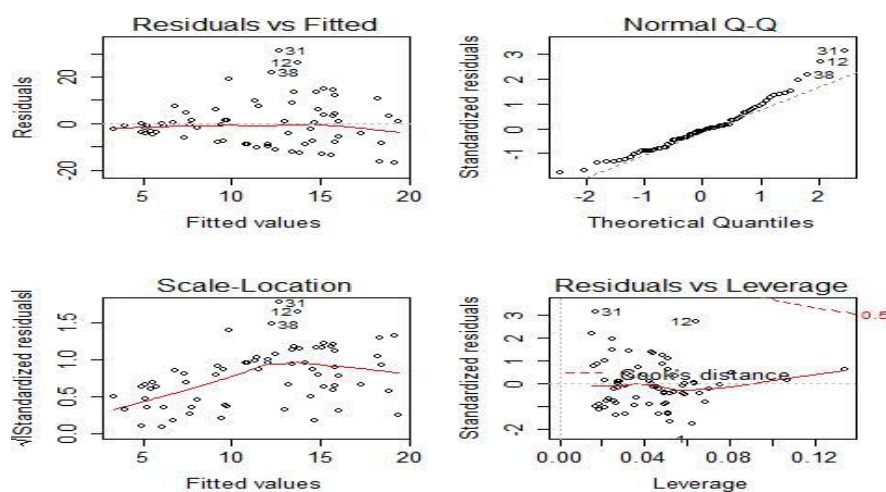 Residuals vs Fitted
Residuals
20
0
-20
31
12
38
5 10 15 20
Fitted values
Normal Q-Q
Standardized residuals
3
2
1
0
-1
31
12
38
-2 -1 0 1 2
Theoretical Quantiles
Scale-Location
√|Standardized residuals|
1.5
1.0
0.5
0.0
31
12
38
5 10 15 20
Fitted values
Residuals vs Leverage
Standardized residuals
3
2
1
0
-2
31
12
0.5
Cook's distance
1
0.00 0.04 0.08 0.12
Leverage